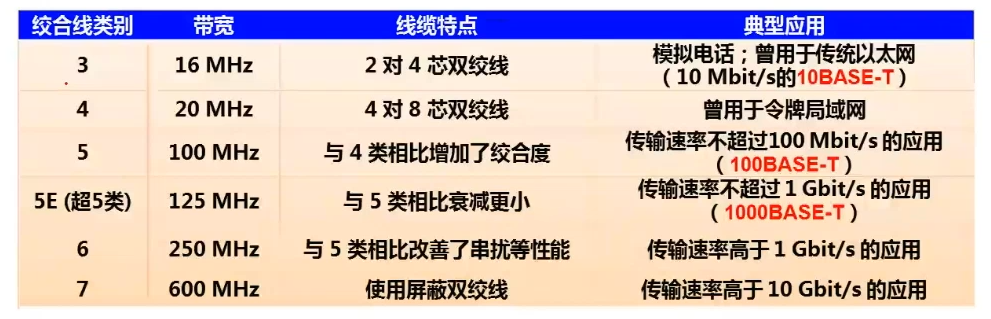 绞合线类别 带宽 线缆特点 典型应用
3 16 MHz 2 对 4 芯双绞线 模拟电话；曾用于传统以太网
（10 Mbit/s的10BASE-T）
4 20 MHz 4 对 8 芯双绞线 曾用于令牌局域网
5 100 MHz 与 4 类相比增加了绞合度 传输速率不超过100 Mbit/s 的应用
（100BASE-T）
5E (超5类) 125 MHz 与 5 类相比衰减更小 传输速率不超过 1 Gbit/s 的应用
（1000BASE-T）
6 250 MHz 与 5 类相比改善了串扰等性能 传输速率高于 1 Gbit/s 的应用
7 600 MHz 使用屏蔽双绞线 传输速率高于 10 Gbit/s 的应用